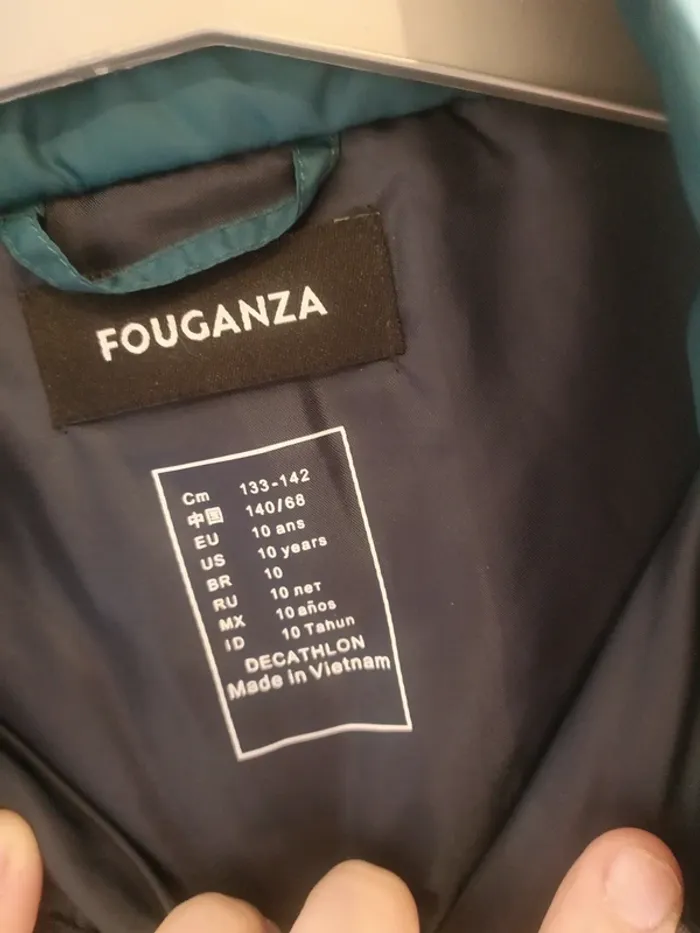 FOUGANZA
Cm 133-142
中国 140/68
EU 10 ans
US 10 years
BR 10
RU 10 лет
MX 10 años
ID 10 Tahun
DECATHLON
Made in Vietnam